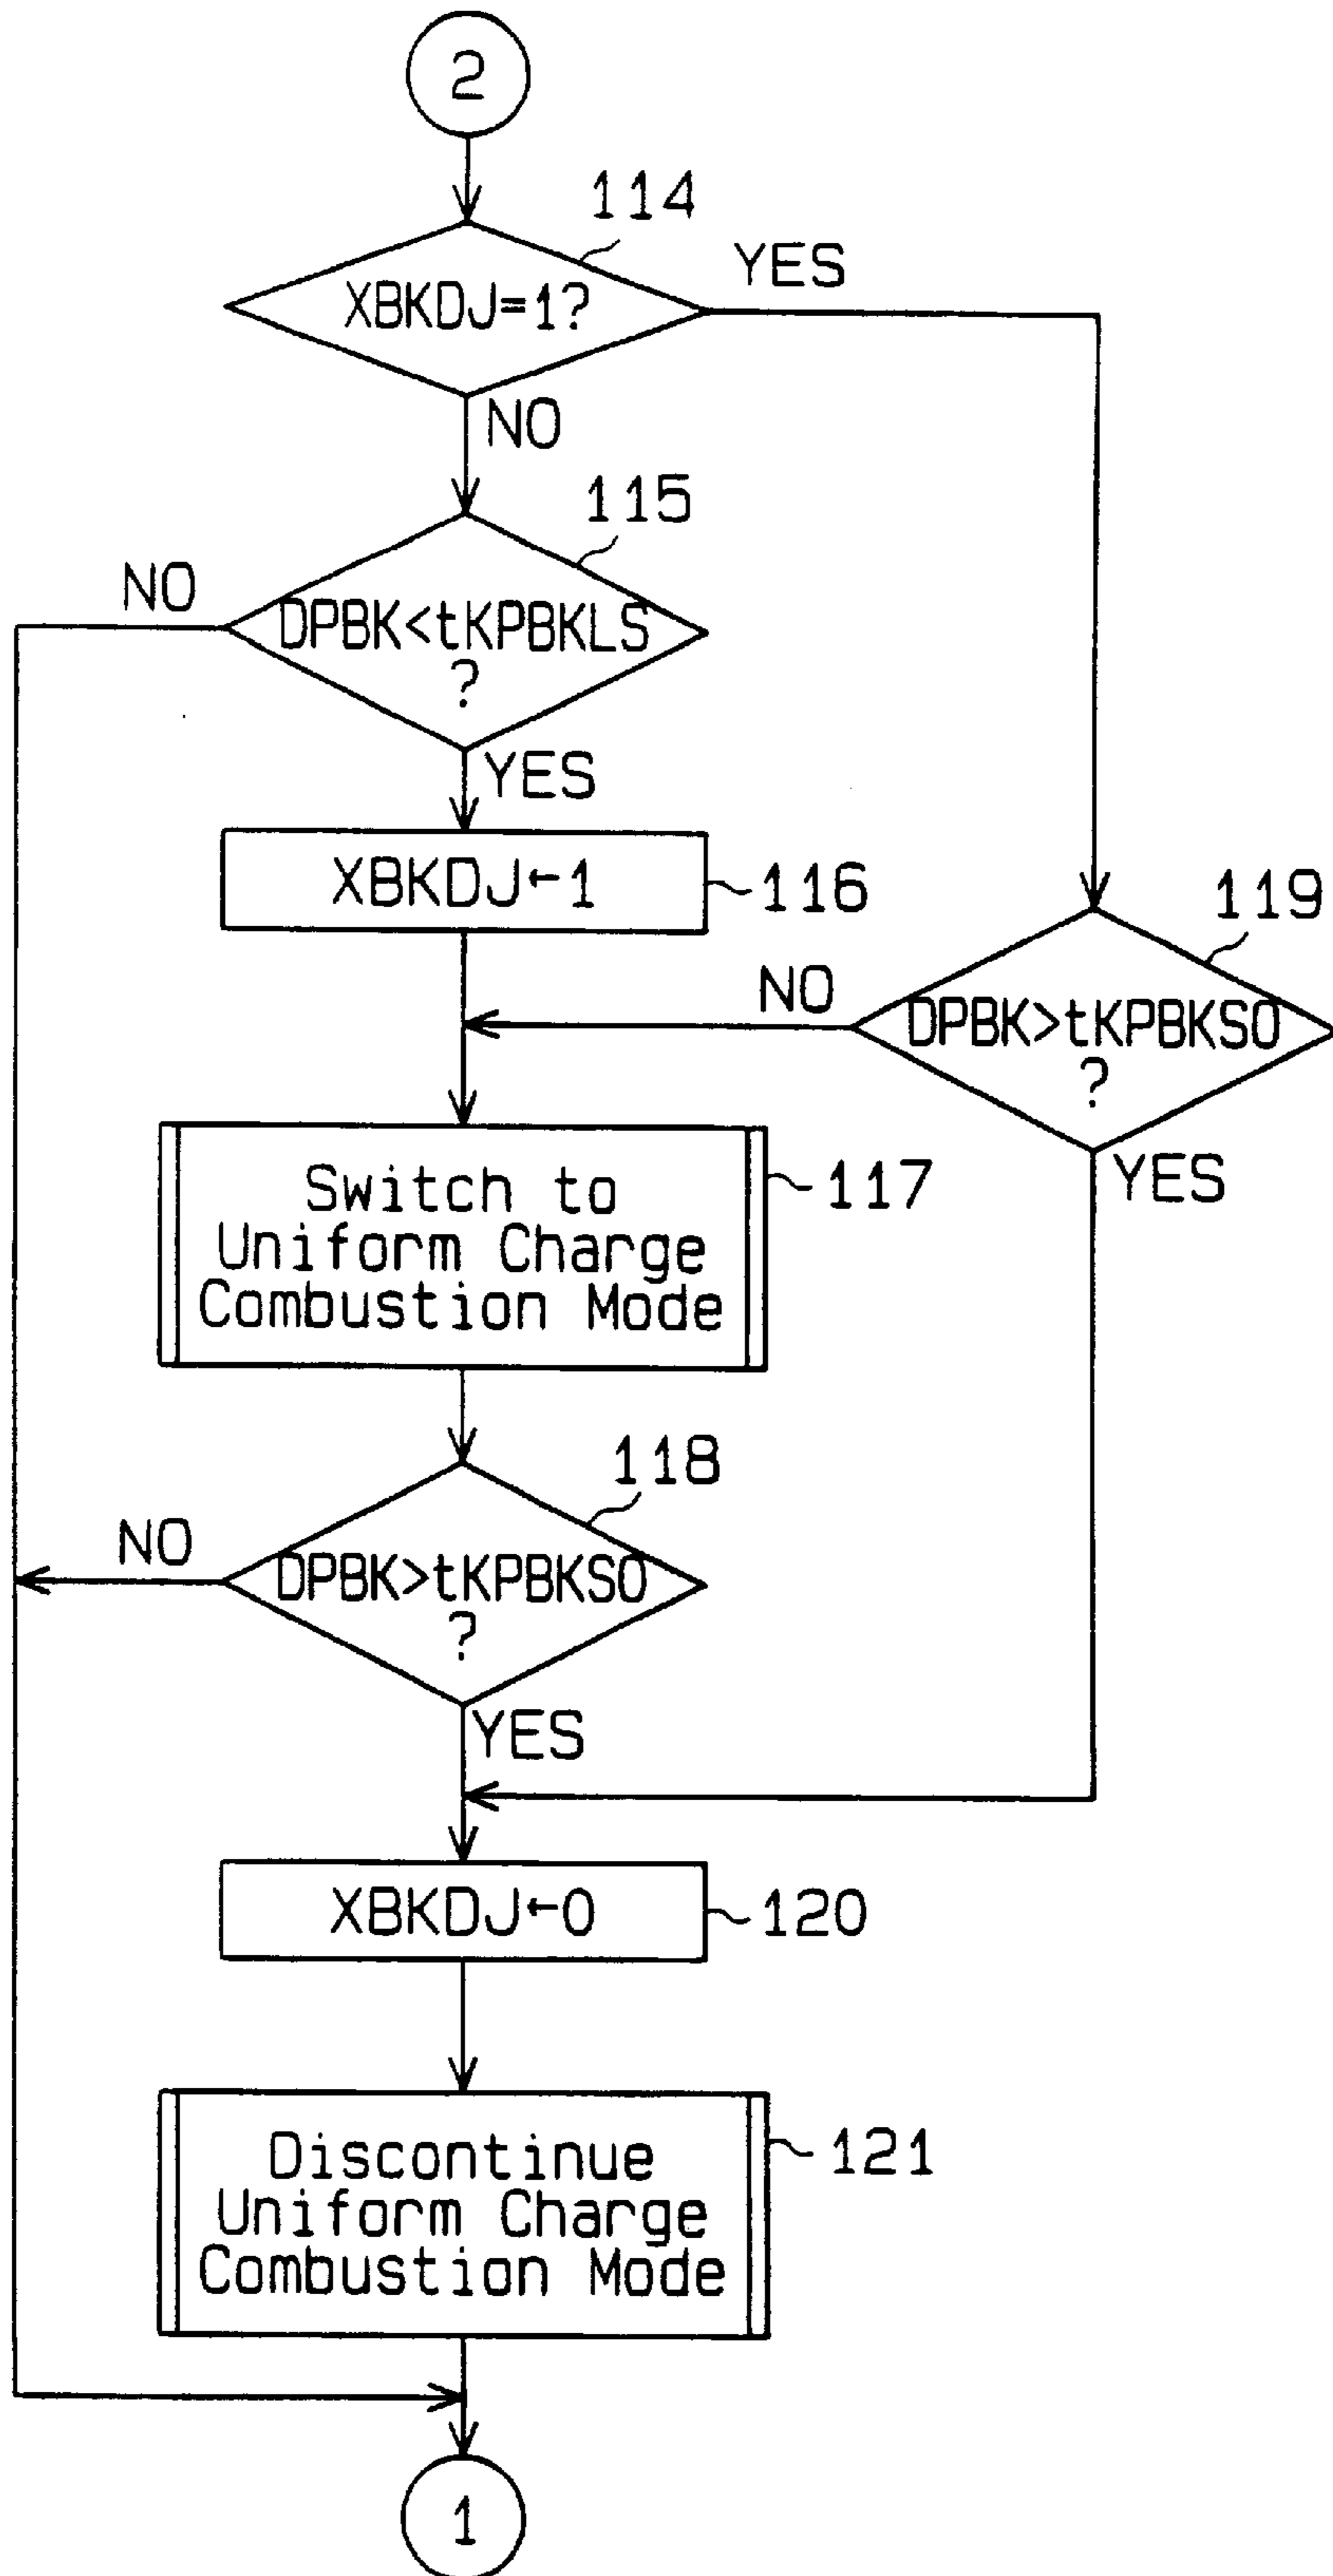 2
114
XBKDJ=1?
YES
NO
115
NO
DPBK<tKPBKLS
?
YES
XBKDJ←1
116
119
NO
DPBK>tKPBKSO
?
YES
Switch to
Uniform Charge
Combustion Mode
117
118
NO
DPBK>tKPBKSO
?
YES
XBKDJ←0
120
Discontinue
Uniform Charge
Combustion Mode
121
1